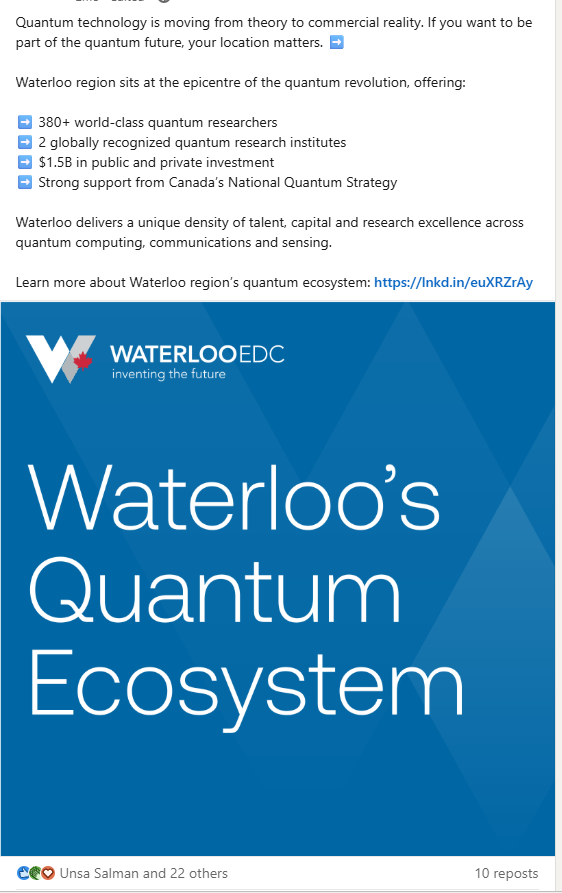 Quantum technology is moving from theory to commercial reality. If you want to be
part of the quantum future, your location matters. ➡️
Waterloo region sits at the epicentre of the quantum revolution, offering:
➡️ 380+ world-class quantum researchers
➡️ 2 globally recognized quantum research institutes
➡️ $1.5B in public and private investment
➡️ Strong support from Canada's National Quantum Strategy
Waterloo delivers a unique density of talent, capital and research excellence across
quantum computing, communications and sensing.
Learn more about Waterloo region's quantum ecosystem: https://lnkd.in/euXRZrAy
WATERLOOEDC
inventing the future
Waterloo's
Quantum
Ecosystem
Unsa Salman and 22 others
10 reposts